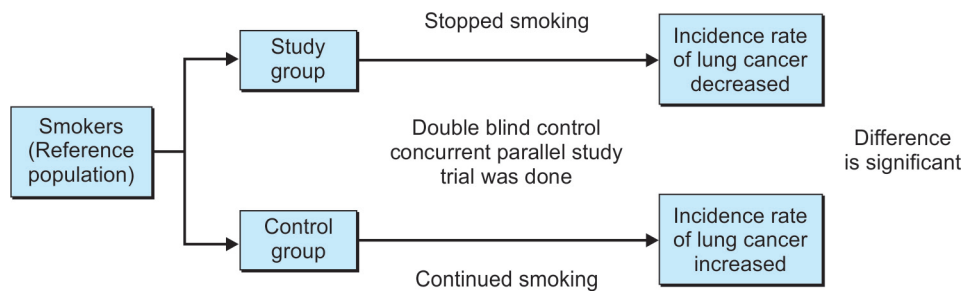 Smokers
(Reference
population)
Study
group
Stopped smoking
Incidence rate
of lung cancer
decreased
Double blind control
concurrent parallel study
trial was done
Difference
is significant
Control
group
Continued smoking
Incidence rate
of lung cancer
increased